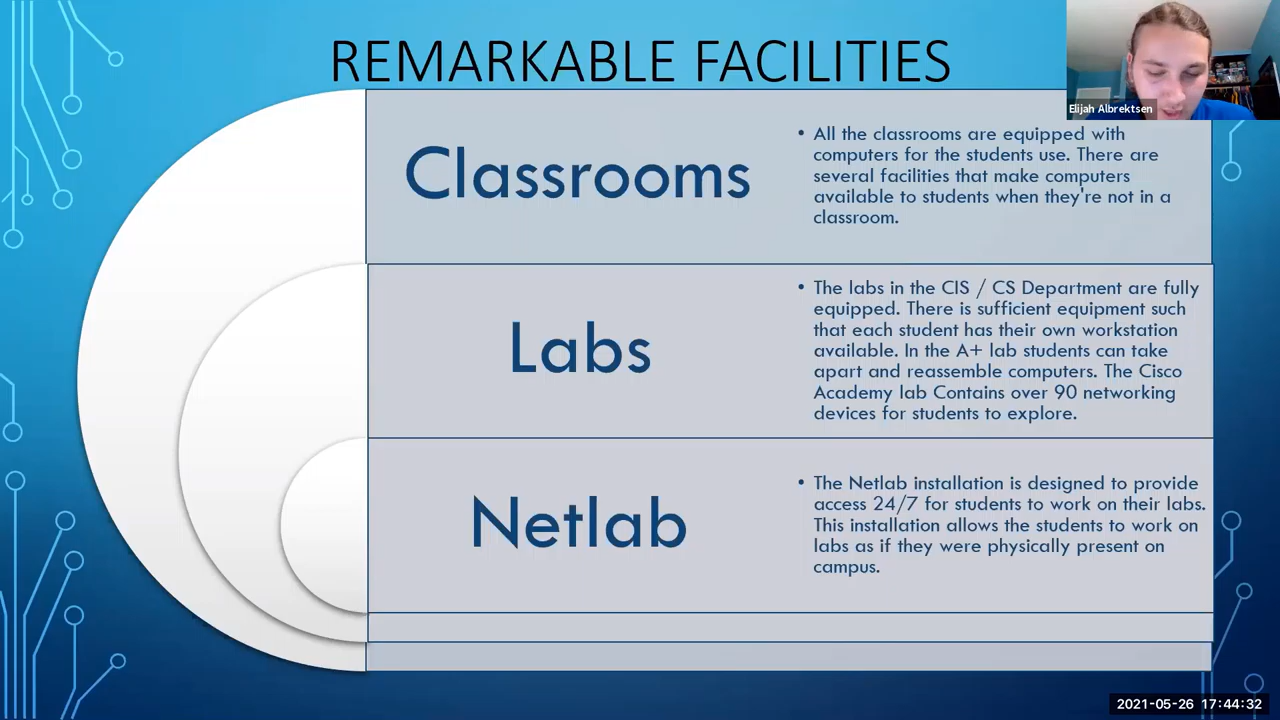 REMARKABLE FACILITIES
Elijah Albrektsen
Classrooms
• All the classrooms are equipped with
computers for the students use. There are
several facilities that make computers
available to students when they're not in a
classroom.
Labs
• The labs in the CIS / CS Department are fully
equipped. There is sufficient equipment such
that each student has their own workstation
available. In the A+ lab students can take
apart and reassemble computers. The Cisco
Academy lab Contains over 90 networking
devices for students to explore.
Netlab
• The Netlab installation is designed to provide
access 24/7 for students to work on their labs.
This installation allows the students to work on
labs as if they were physically present on
campus.
2021-05-26 17:44:32